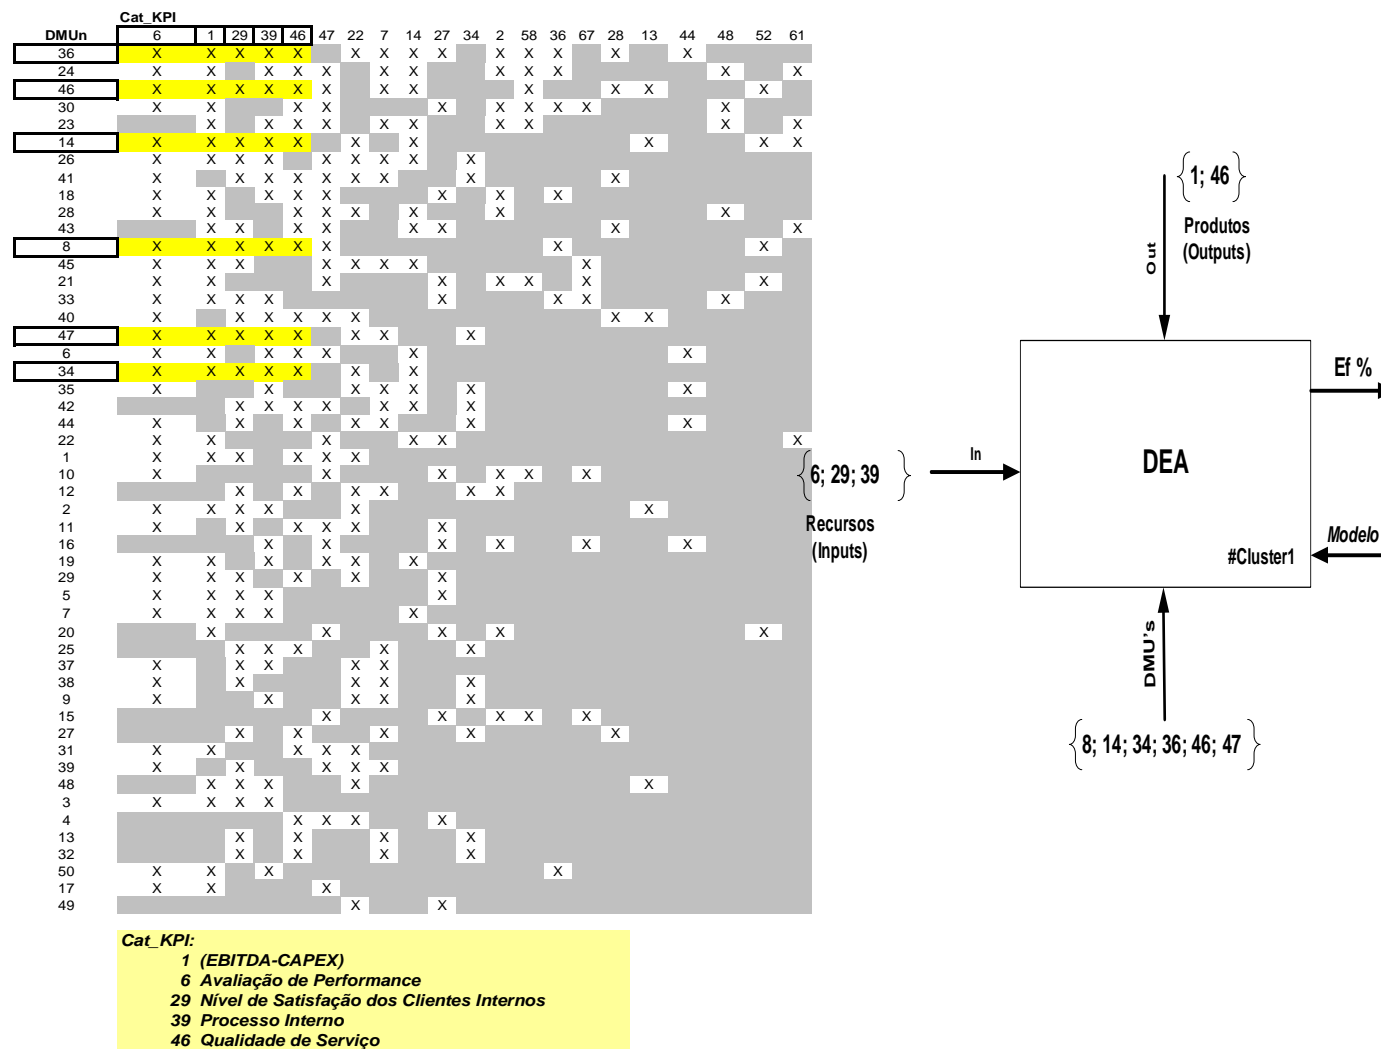 Cat_KPI
DMUn 6 1 29 39 46 47 22 7 14 27 34 2 58 36 67 28 13 44 48 52 61
36 X X X X X X X X X X X X X X
24 X X X X X X X X X X X X
46 X X X X X X X X X X X X
30 X X X X X X X X X X
23 X X X X X X X X X X
14 X X X X X X X X X X
26 X X X X X X X X X
41 X X X X X X X X X
18 X X X X X X X X
28 X X X X X X X X
43 X X X X X X X X
8 X X X X X X X X
45 X X X X X X X X
21 X X X X X X X X
33 X X X X X X X X
40 X X X X X X X X
47 X X X X X X X X
6 X X X X X X X
34 X X X X X X X
35 X X X X X X X
42 X X X X X X X
44 X X X X X X X
22 X X X X X X
1 X X X X X X
10 X X X X X X
12 X X X X X X
2 X X X X X X
11 X X X X X X
16 X X X X X X
19 X X X X X X
29 X X X X X X
5 X X X X X
7 X X X X X
20 X X X X X
25 X X X X X
37 X X X X X
38 X X X X X
9 X X X X X
15 X X X X X
27 X X X X X
31 X X X X X
39 X X X X X
48 X X X X X
3 X X X X
4 X X X X
13 X X X X
32 X X X X
50 X X X X
17 X X X
49 X X
Cat_KPI:
1 (EBITDA-CAPEX)
6 Avaliação de Performance
29 Nível de Satisfação dos Clientes Internos
39 Processo Interno
46 Qualidade de Serviço
{1; 46}
Produtos
(Outputs)
Out
Ef %
In
{6; 29; 39}
Recursos
(Inputs)
DEA
Modelo
#Cluster1
DMU's
{8; 14; 34; 36; 46; 47}